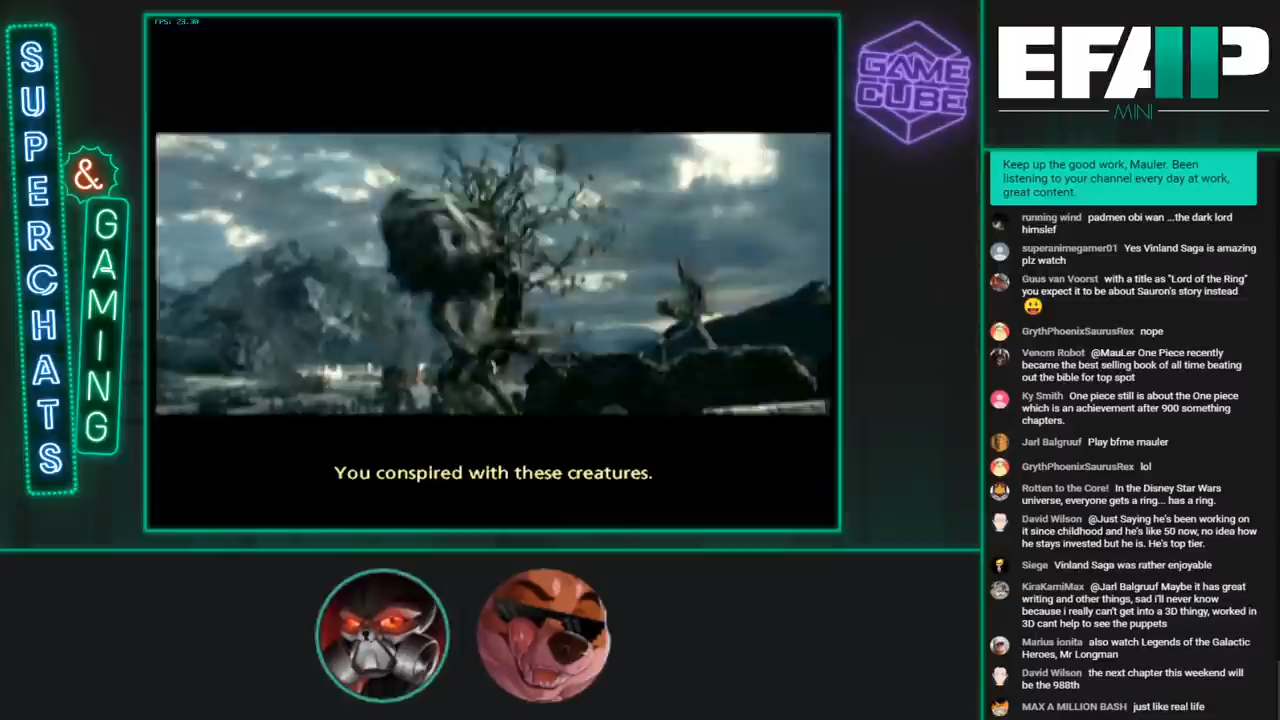 FPS: 23.30
SUPERCHATS
&
GAMING
GAME
CUBE
EFAP
MINI
Keep up the good work, Mauler. Been
listening to your channel every day at work,
great content.
running wind padmen obi wan ...the dark lord
himslef
superanimegamer01 Yes Vinland Saga is amazing
plz watch
Guus van Voorst with a title as "Lord of the Ring"
you expect it to be about Sauron's story instead
GrythPhoenixSaurusRex nope
Venom Robot @MauLer One Piece recently
became the best selling book of all time beating
out the bible for top spot
Ky Smith One piece still is about the One piece
which is an achievement after 900 something
chapters.
Jarl Balgruuf Play bfme mauler
GrythPhoenixSaurusRex lol
Rotten to the Core! In the Disney Star Wars
universe, everyone gets a ring... has a ring.
David Wilson @Just Saying he's been working on
it since childhood and he's like 50 now, no idea how
he stays invested but he is. He's top tier.
Siege Vinland Saga was rather enjoyable
KiraKamiMax @Jarl Balgruuf Maybe it has great
writing and other things, sad i'll never know
because i really can't get into a 3D thingy, worked in
3D cant help to see the puppets
Marius ionita also watch Legends of the Galactic
Heroes, Mr Longman
David Wilson the next chapter this weekend will
be the 988th
MAX A MILLION BASH just like real life
You conspired with these creatures.